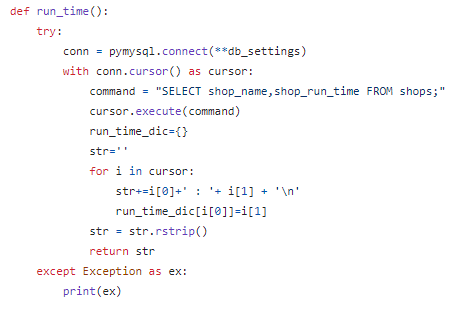 def run_time():
    try:
        conn = pymysql.connect(**db_settings)
        with conn.cursor() as cursor:
            command = "SELECT shop_name,shop_run_time FROM shops;"
            cursor.execute(command)
            run_time_dic={}
            str=''
            for i in cursor:
                str+=i[0]+' : '+ i[1] + '\n'
                run_time_dic[i[0]]=i[1]
            str = str.rstrip()
            return str
    except Exception as ex:
        print(ex)